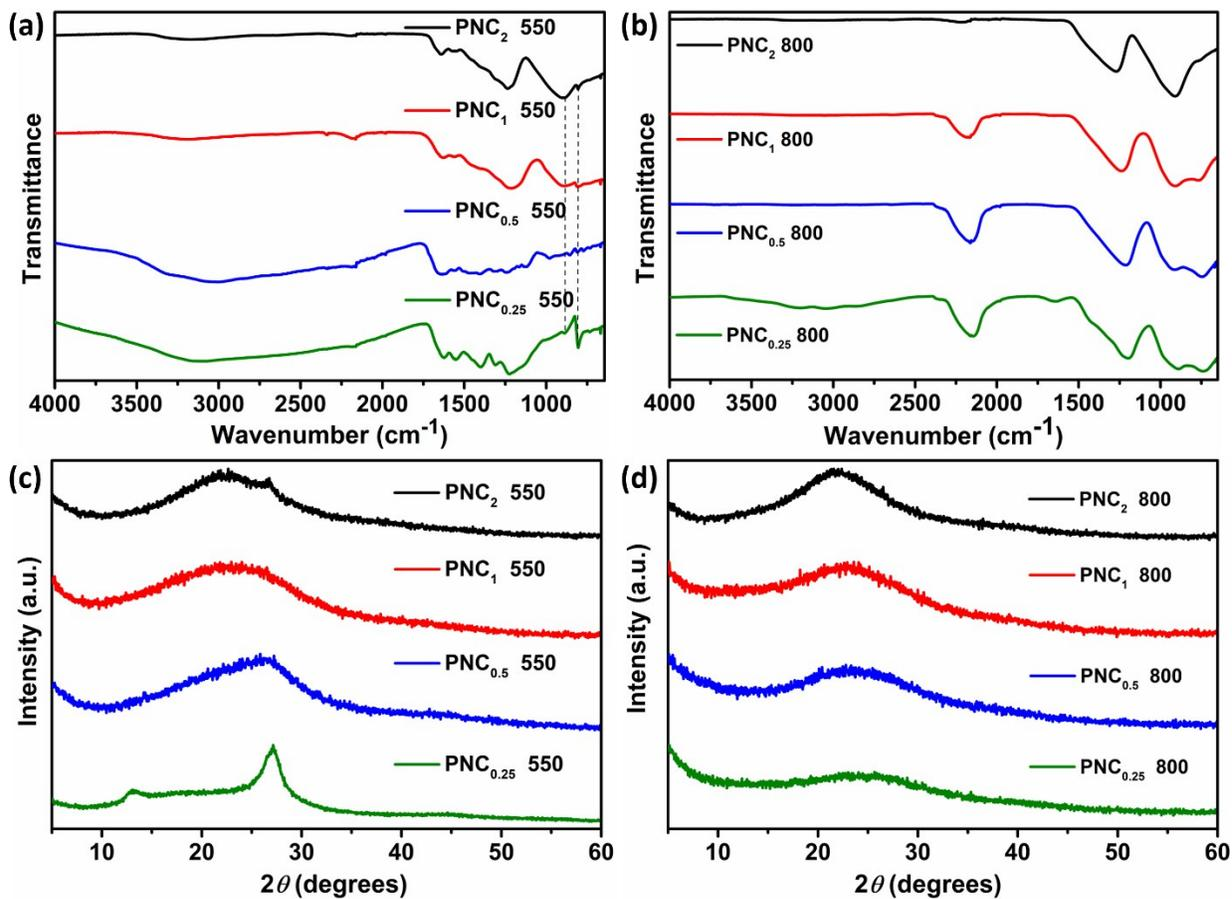 (a)
PNC2 550
PNC1 550
PNC0.5 550
PNC0.25 550
Transmittance
4000 3500 3000 2500 2000 1500 1000
Wavenumber (cm-1)
(b)
PNC2 800
PNC1 800
PNC0.5 800
PNC0.25 800
Transmittance
4000 3500 3000 2500 2000 1500 1000
Wavenumber (cm-1)
(c)
PNC2 550
PNC1 550
PNC0.5 550
PNC0.25 550
Intensity (a.u.)
10 20 30 40 50 60
2θ (degrees)
(d)
PNC2 800
PNC1 800
PNC0.5 800
PNC0.25 800
Intensity (a.u.)
10 20 30 40 50 60
2θ (degrees)